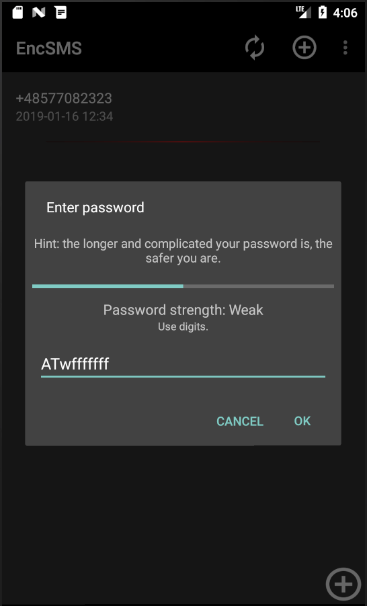 LTE 4:06
EncSMS
+48577082323
2019-01-16 12:34
Enter password
Hint: the longer and complicated your password is, the
safer you are.
Password strength: Weak
Use digits.
ATwfffffff
CANCEL OK